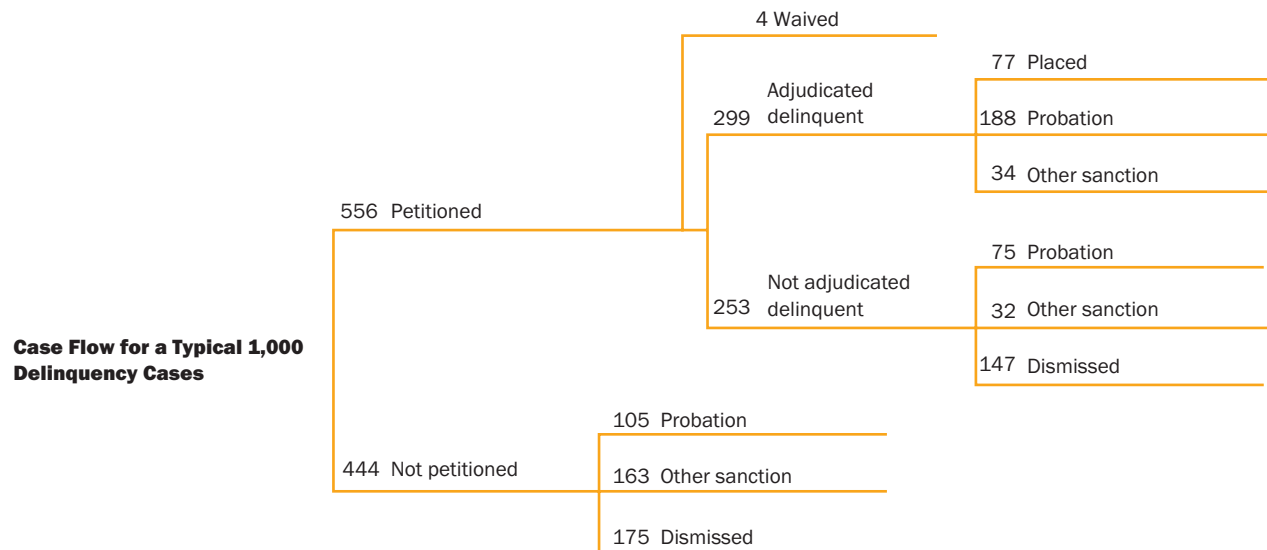 4 Waived
77 Placed
299 Adjudicated
delinquent
188 Probation
34 Other sanction
556 Petitioned
75 Probation
253 Not adjudicated
delinquent
32 Other sanction
147 Dismissed
Case Flow for a Typical 1,000
Delinquency Cases
105 Probation
444 Not petitioned
163 Other sanction
175 Dismissed